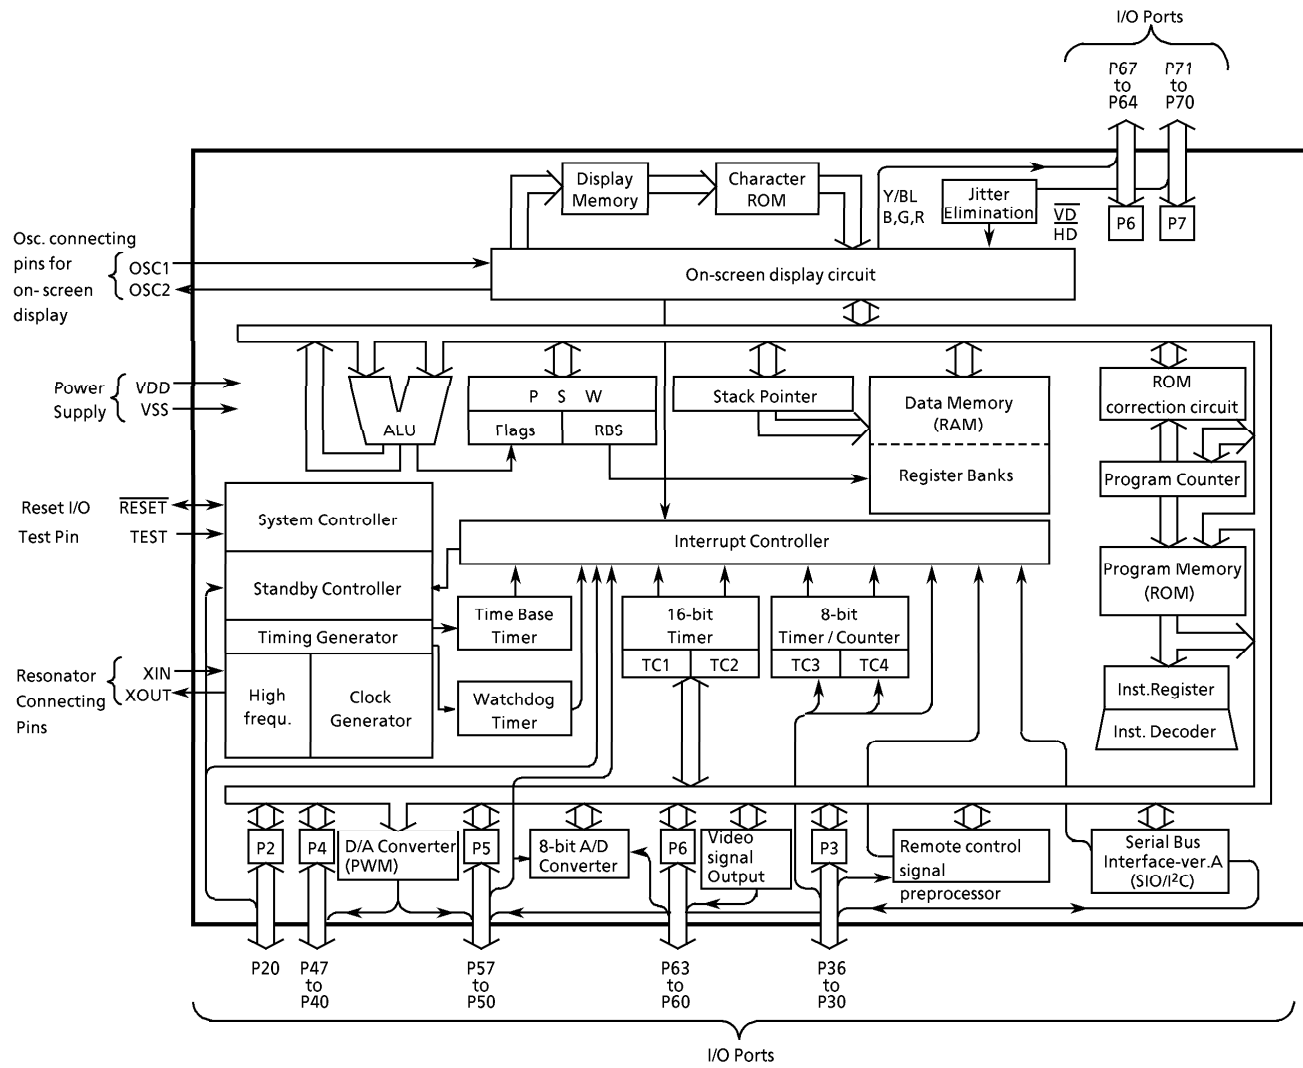 I/O Ports
P67 P71
to to
P64 P70
Display
Memory
Character
ROM
Y/BL
B,G,R
Jitter
Elimination
VD
HD
P6
P7
Osc. connecting
pins for
on- screen
display
OSC1
OSC2
On-screen display circuit
Power
Supply
VDD
VSS
ALU
P S W
Flags
RBS
Stack Pointer
Data Memory
(RAM)
Register Banks
ROM
correction circuit
Program Counter
Reset I/O
RESET
Test Pin
TEST
System Controller
Interrupt Controller
Program Memory
(ROM)
Standby Controller
Time Base
Timer
16-bit
Timer
TC1
TC2
8-bit
Timer / Counter
TC3
TC4
Timing Generator
Resonator
Connecting
Pins
XIN
XOUT
High
frequ.
Clock
Generator
Watchdog
Timer
Inst.Register
Inst. Decoder
P2
P4
D/A Converter
(PWM)
P5
8-bit A/D
Converter
P6
Video
signal
Output
P3
Remote control
signal
preprocessor
Serial Bus
Interface-ver.A
(SIO/I²C)
P20
P47
to
P40
P57
to
P50
P63
to
P60
P36
to
P30
I/O Ports